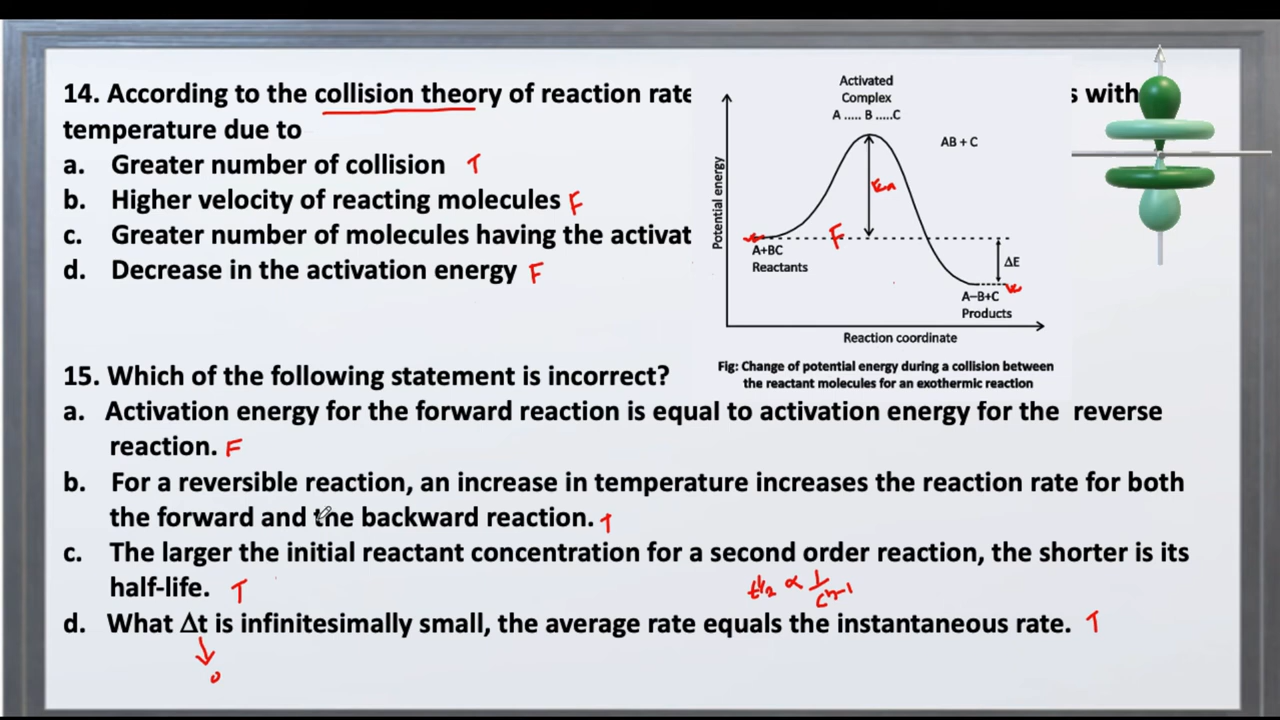 14. According to the collision theory of reaction rate
s with
temperature due to
a. Greater number of collision T
b. Higher velocity of reacting molecules F
c. Greater number of molecules having the activat
d. Decrease in the activation energy F
Activated
Complex
A ..... B .....C
AB + C
Potential energy
Ea
F
A+BC
Reactants
ΔE
A–B+C
Products
Reaction coordinate
Fig: Change of potential energy during a collision between
the reactant molecules for an exothermic reaction
15. Which of the following statement is incorrect?
a. Activation energy for the forward reaction is equal to activation energy for the reverse
reaction. F
b. For a reversible reaction, an increase in temperature increases the reaction rate for both
the forward and the backward reaction. T
c. The larger the initial reactant concentration for a second order reaction, the shorter is its
half-life. T
t½ ∝ 1/cⁿ⁻¹
d. What Δt is infinitesimally small, the average rate equals the instantaneous rate. T
0